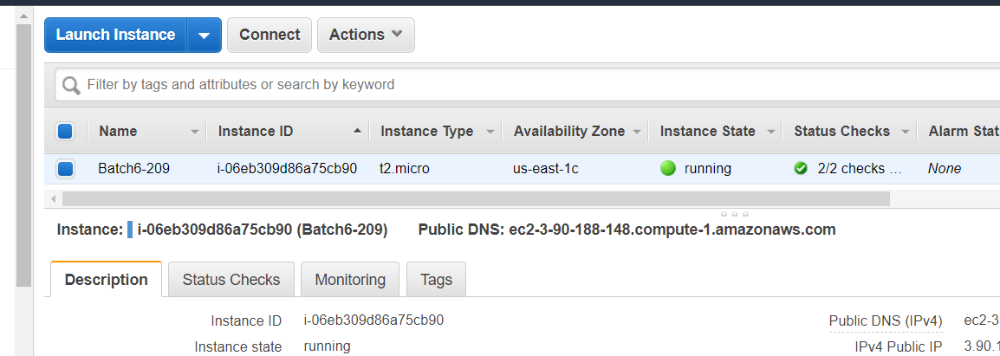 Launch Instance Connect Actions
Filter by tags and attributes or search by keyword
Name Instance ID Instance Type Availability Zone Instance State Status Checks Alarm Stat
Batch6-209 i-06eb309d86a75cb90 t2.micro us-east-1c running 2/2 checks ... None
Instance: i-06eb309d86a75cb90 (Batch6-209) Public DNS: ec2-3-90-188-148.compute-1.amazonaws.com
Description Status Checks Monitoring Tags
Instance ID i-06eb309d86a75cb90 Public DNS (IPv4) ec2-3
Instance state running IPv4 Public IP 3.90.1